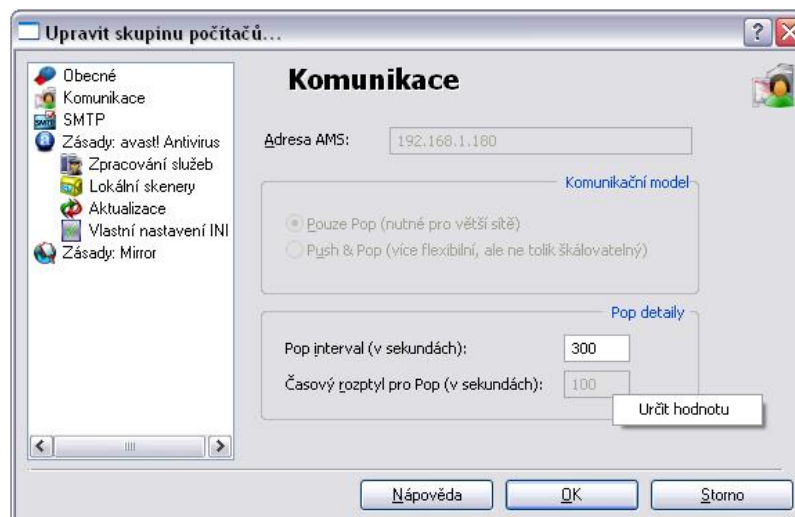 Upravit skupinu počítačů...
Obecné
Komunikace
SMTP
Zásady: avast! Antivirus
Zpracování služeb
Lokální skenery
Aktualizace
Vlastní nastavení INI
Zásady: Mirror
Komunikace
Adresa AMS: 192.168.1.180
Komunikační model
Pouze Pop (nutné pro větší sítě)
Push & Pop (více flexibilní, ale ne tolik škálovatelný)
Pop detaily
Pop interval (v sekundách): 300
Časový rozptyl pro Pop (v sekundách): 100
Určit hodnotu
Nápověda OK Storno